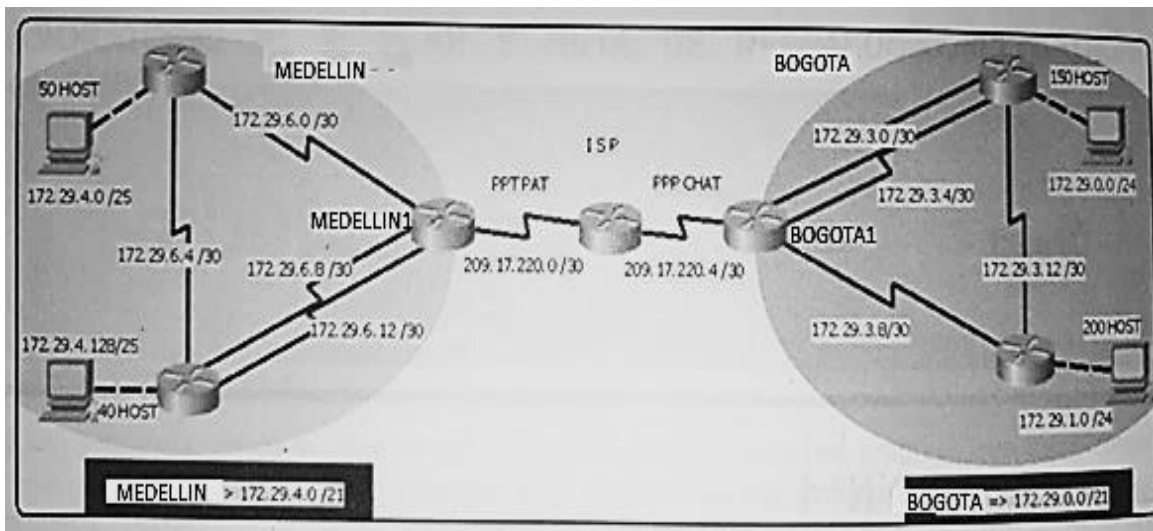 MEDELLIN - -
50 HOST
172.29.6.0 /30
172.29.4.0 /25
MEDELLIN1
172.29.6.4 /30
172.29.6.8 /30
172.29.6.12 /30
172.29.4.128/25
40 HOST
MEDELLIN > 172.29.4.0 /21
ISP
PPTPAT
PPP CHAT
209.17.220.0 /30
209.17.220.4 /30
BOGOTA
150 HOST
172.29.3.0 /30
172.29.0.0 /24
172.29.3.4/30
BOGOTA1
172.29.3.12 /30
172.29.3.8/30
200 HOST
172.29.1.0 /24
BOGOTA => 172.29.0.0 /21